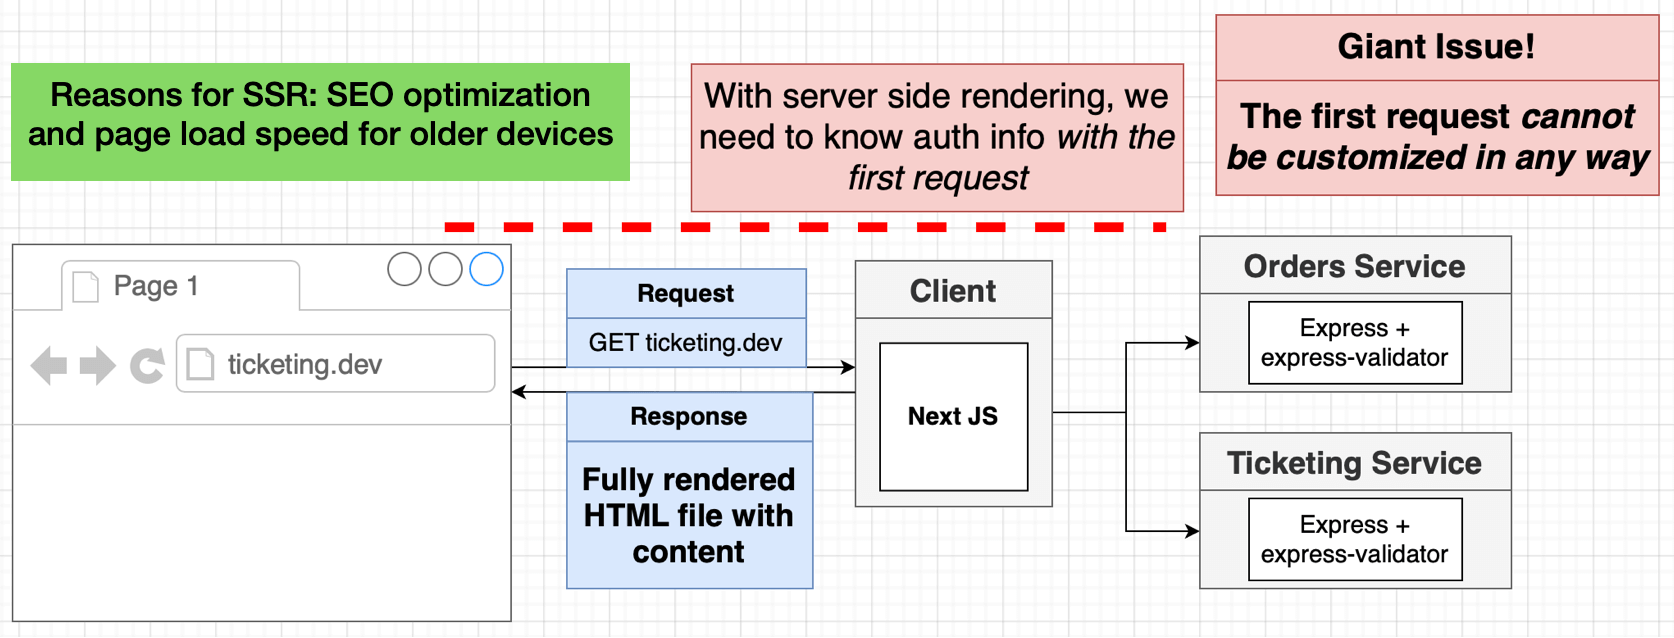 Reasons for SSR: SEO optimization
and page load speed for older devices
With server side rendering, we
need to know auth info with the
first request
Giant Issue!
The first request cannot
be customized in any way
Page 1
ticketing.dev
Request
GET ticketing.dev
Response
Fully rendered
HTML file with
content
Client
Next JS
Orders Service
Express +
express-validator
Ticketing Service
Express +
express-validator